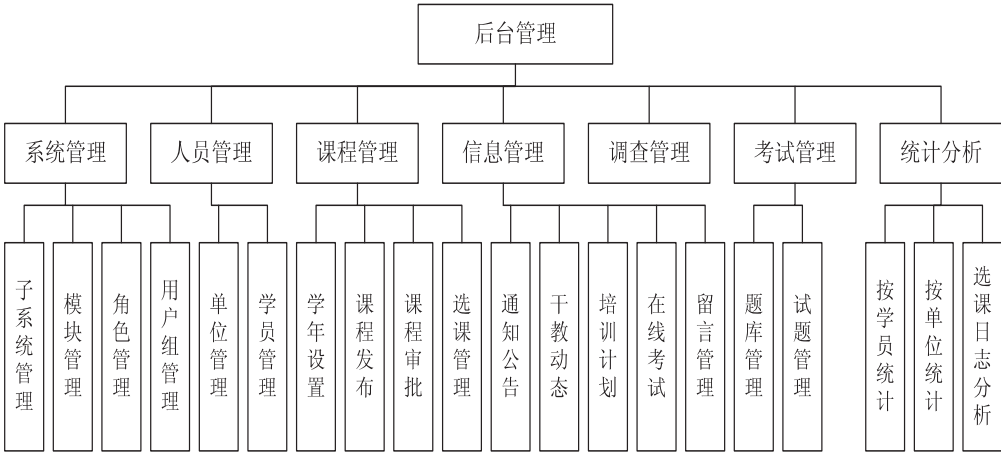 后台管理
系统管理
人员管理
课程管理
信息管理
调查管理
考试管理
统计分析
子系统管理
模块管理
角色管理
用户组管理
单位管理
学员管理
学年设置
课程发布
课程审批
选课管理
通知公告
干教动态
培训计划
在线考试
留言管理
题库管理
试题管理
按学员统计
按单位统计
选课日志分析